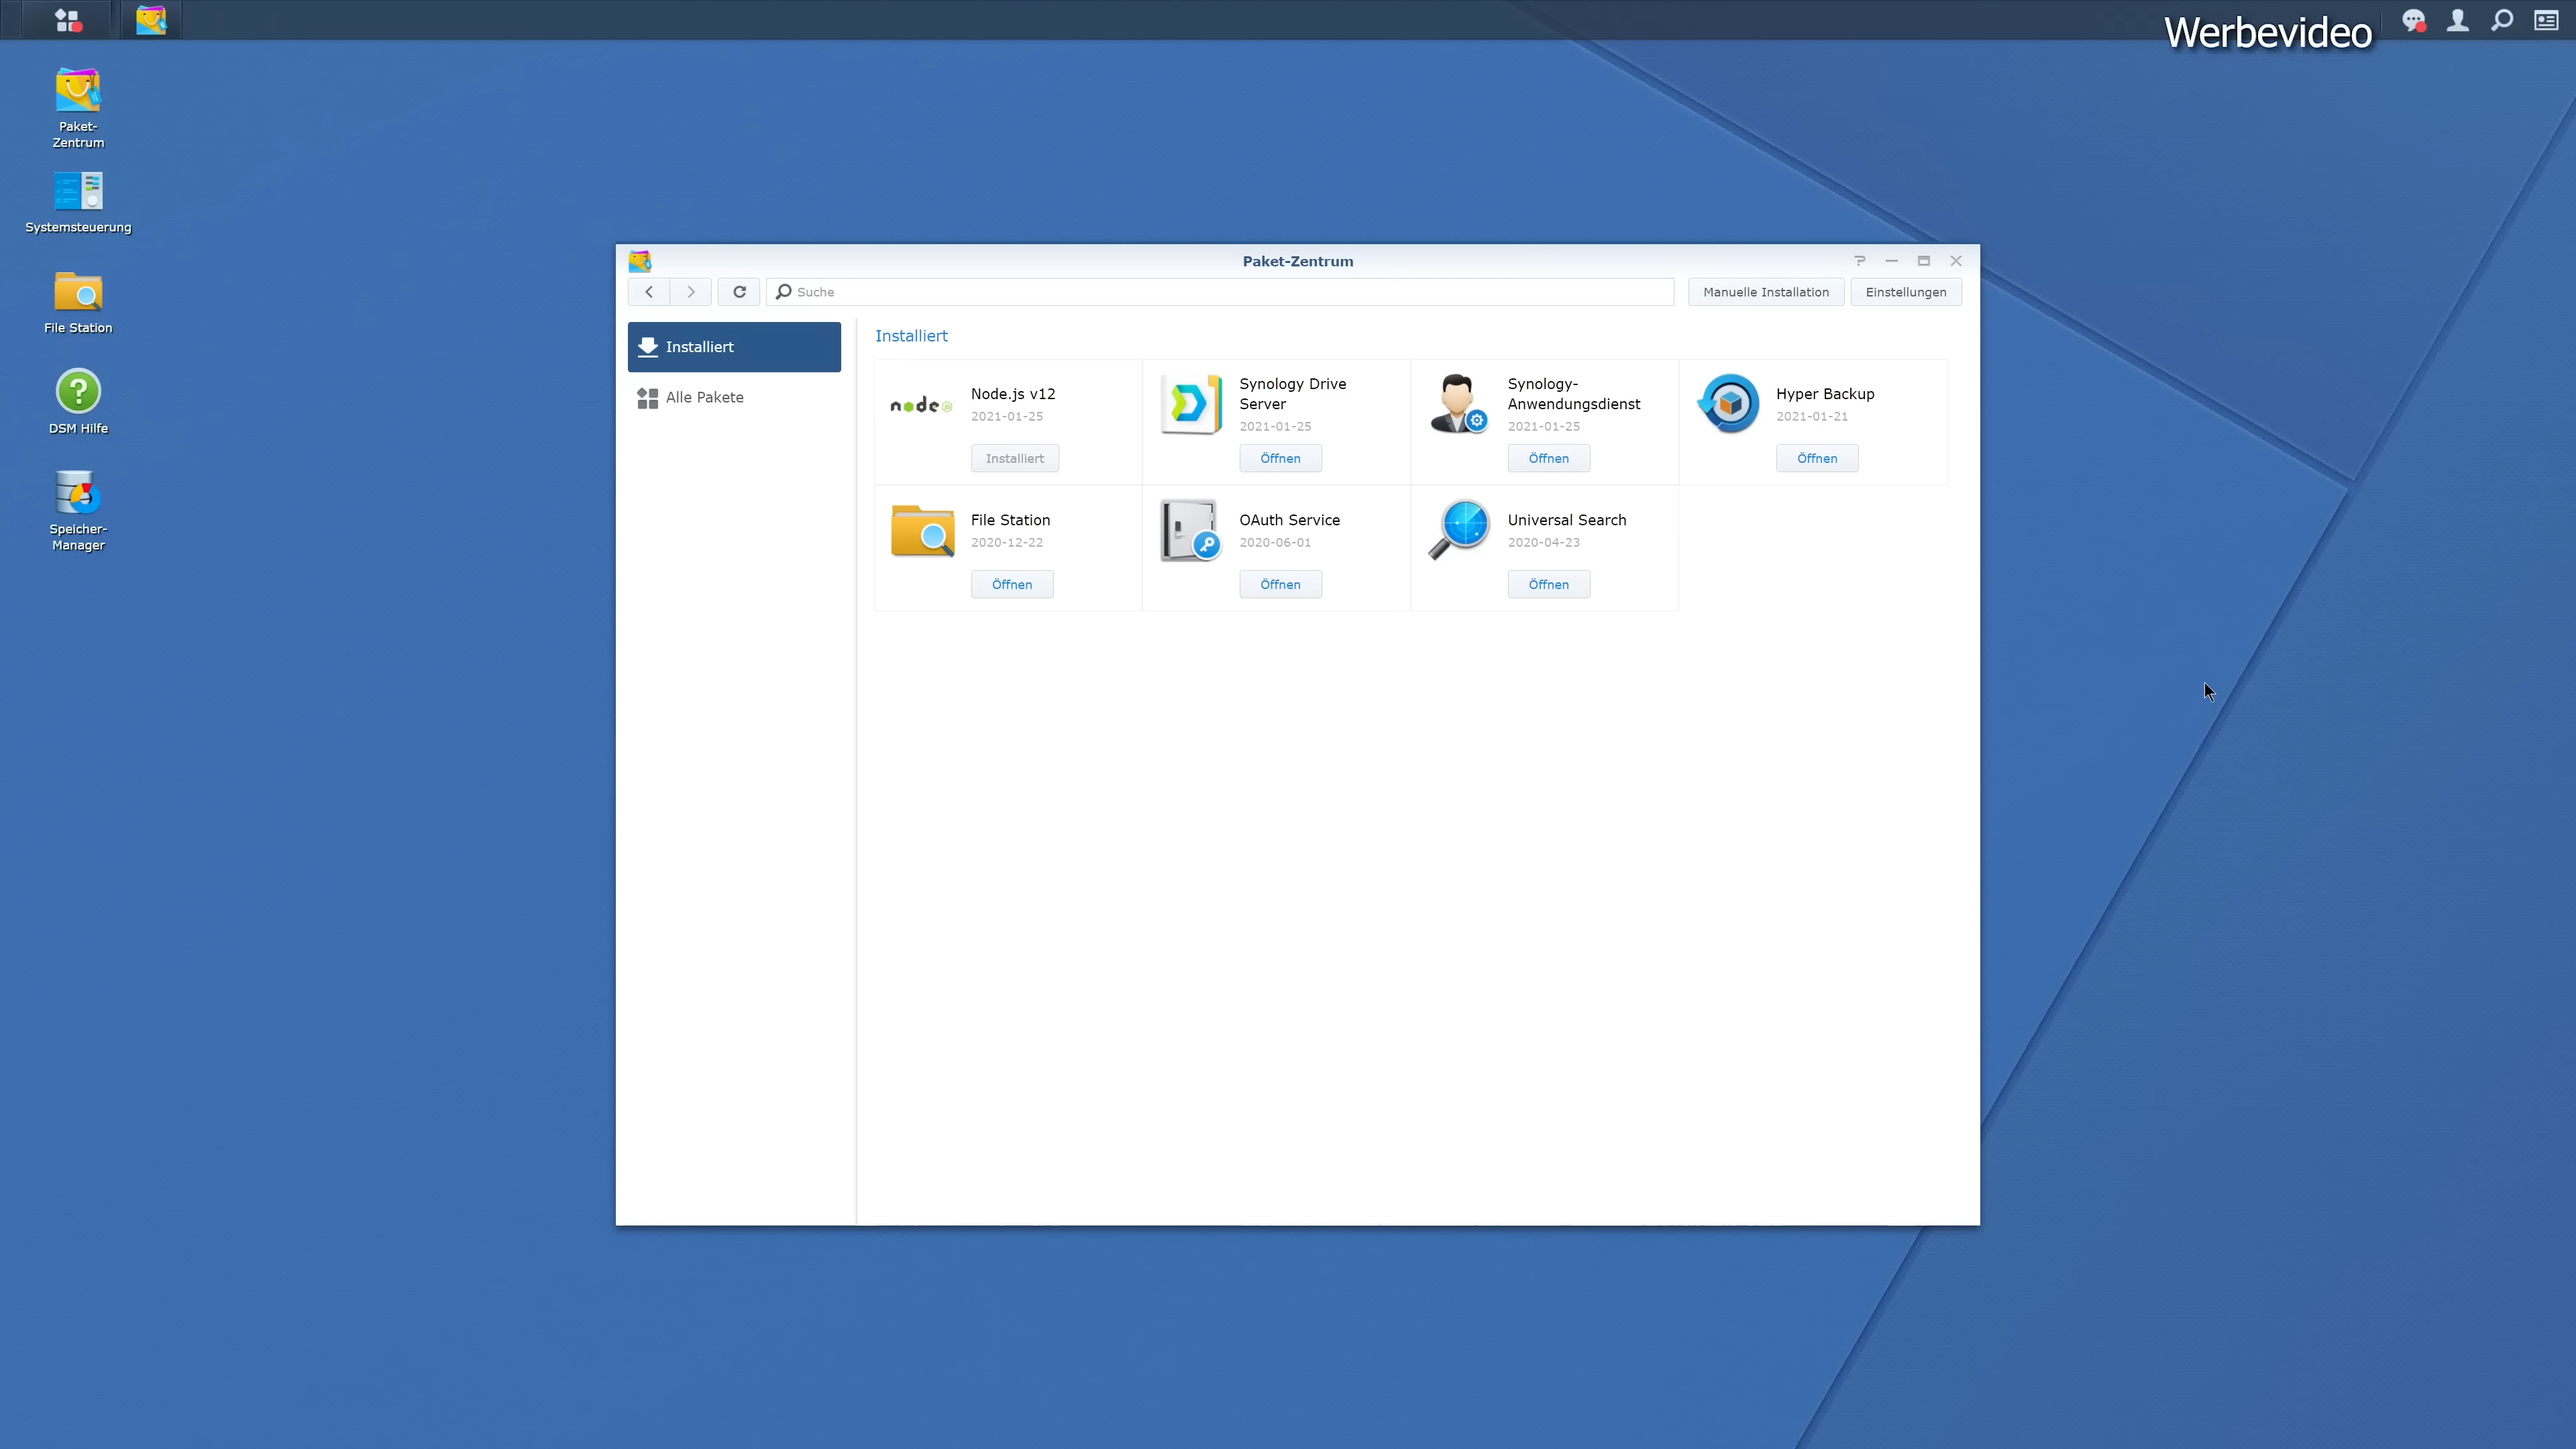 Werbevideo
Paket-
Zentrum
Systemsteuerung
File Station
DSM Hilfe
Speicher-
Manager
Paket-Zentrum
Suche
Manuelle Installation
Einstellungen
Installiert
Alle Pakete
Installiert
node
Node.js v12
2021-01-25
Installiert
Synology Drive
Server
2021-01-25
Öffnen
Synology-
Anwendungsdienst
2021-01-25
Öffnen
Hyper Backup
2021-01-21
Öffnen
File Station
2020-12-22
Öffnen
OAuth Service
2020-06-01
Öffnen
Universal Search
2020-04-23
Öffnen